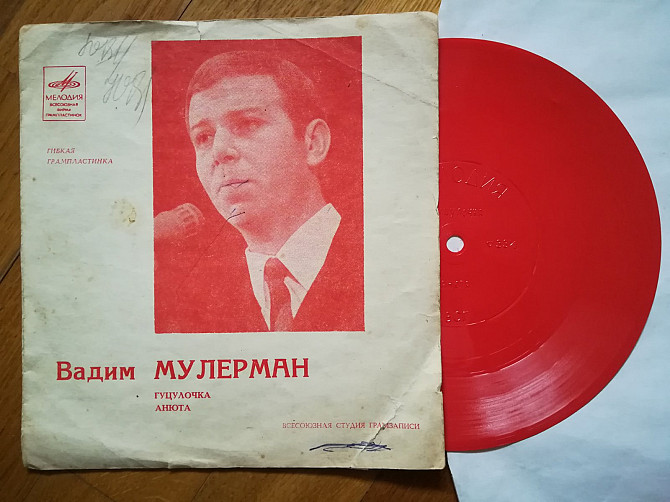 МЕЛОДИЯ
ВСЕСОЮЗНАЯ
ФИРМА
ГРАМПЛАСТИНОК
ГИБКАЯ
ГРАМПЛАСТИНКА
Вадим МУЛЕРМАН
ГУЦУЛОЧКА
АНЮТА
ВСЕСОЮЗНАЯ СТУДИЯ ГРАМЗАПИСИ